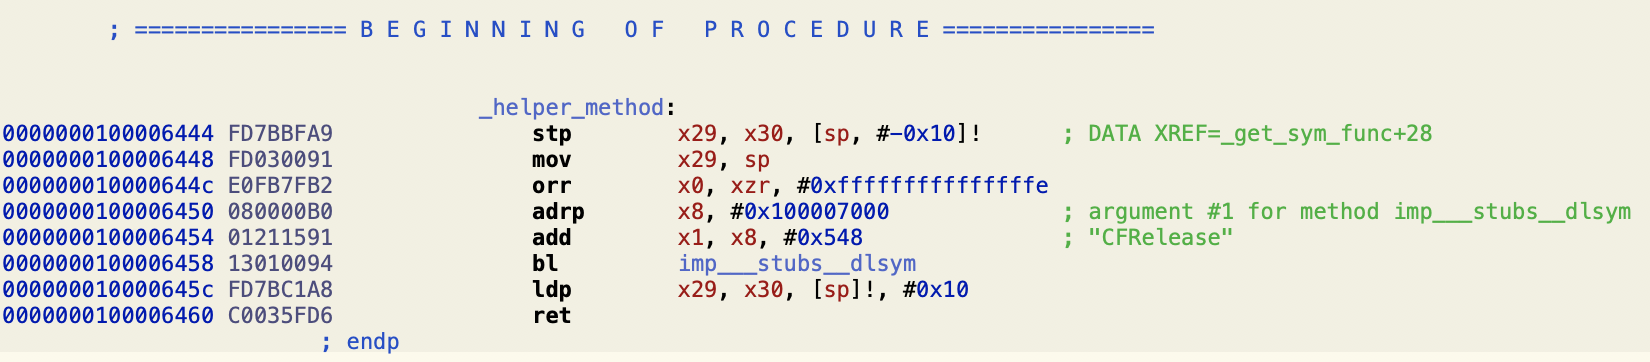 ; ================ B E G I N N I N G   O F   P R O C E D U R E ================
_helper_method:
0000000100006444 FD7BBFA9 stp x29, x30, [sp, #-0x10]! ; DATA XREF=_get_sym_func+28
0000000100006448 FD030091 mov x29, sp
000000010000644c E0FB7FB2 orr x0, xzr, #0xfffffffffffffffe
0000000100006450 080000B0 adrp x8, #0x100007000 ; argument #1 for method imp___stubs__dlsym
0000000100006454 01211591 add x1, x8, #0x548 ; "CFRelease"
0000000100006458 13010094 bl imp___stubs__dlsym
000000010000645c FD7BC1A8 ldp x29, x30, [sp]!, #0x10
0000000100006460 C0035FD6 ret
; endp